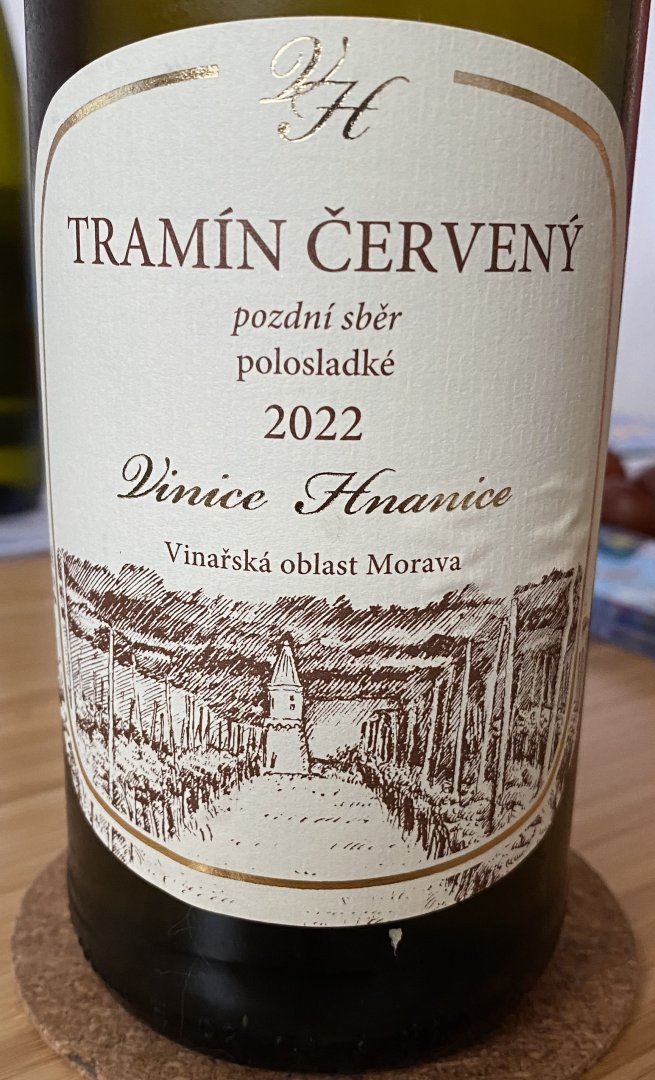 VH
TRAMÍN ČERVENÝ
pozdní sběr
polosladké
2022
Vinice Hnanice
Vinařská oblast Morava